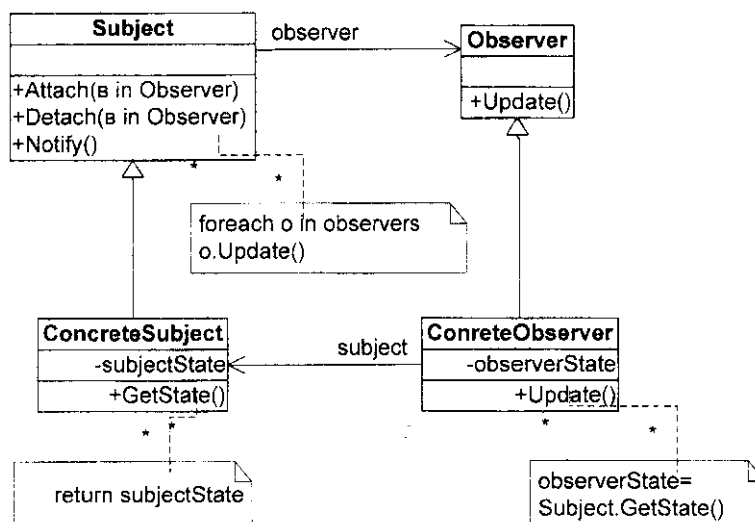 Subject
observer
Observer
+Attach(в in Observer)
+Detach(в in Observer)
+Notify()
+Update()
*
*
foreach o in observers
o.Update()
ConcreteSubject
-subjectState
+GetState()
subject
ConreteObserver
-observerState
+Update()
* *
*
*
return subjectState
observerState=
Subject.GetState()